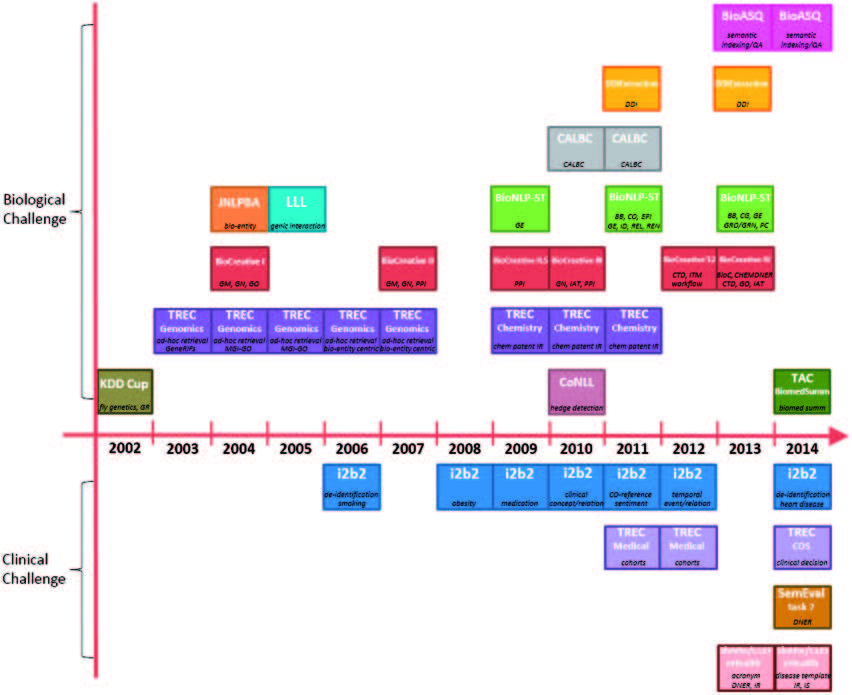 BioASQ BioASQ
semantic indexing/QA semantic indexing/QA
DDI DDI
CALBC CALBC
CALBC CALBC
Biological Challenge
JNLPBA LLL BioNLP-ST BioNLP-ST BioNLP-ST
bio-entity genic interaction GE BB, CO, EPI BB, CG, GE
GE, ID, REL, REN GRO/GRN, PC
BioCreative I BioCreative II BioCreative II.5 BioCreative III BioCreative'12 BioCreative IV
GM, GN, GO GM, GN, PPI PPI GN, IAT, PPI CTD, ITM workflow BioC, CHEMDNER
CTD, GO, IAT
TREC TREC TREC TREC TREC TREC TREC TREC
Genomics Genomics Genomics Genomics Genomics Chemistry Chemistry Chemistry
ad-hoc retrieval ad-hoc retrieval ad-hoc retrieval ad-hoc retrieval ad-hoc retrieval chem patent IR chem patent IR chem patent IR
GeneRIFs MGI-GO MGI-GO bio-entity centric bio-entity centric
KDD Cup CoNLL TAC
BiomedSumm
fly genetics, GR hedge detection biomed summ
2002 2003 2004 2005 2006 2007 2008 2009 2010 2011 2012 2013 2014
i2b2 i2b2 i2b2 i2b2 i2b2 i2b2 i2b2
de-identification obesity medication clinical CO-reference temporal de-identification
smoking concept/relation sentiment event/relation heart disease
Clinical Challenge
TREC TREC TREC
Medical Medical CDS
cohorts cohorts clinical decision
SemEval
task 7
DNER
eHealth eHealth
acronym disease template
DNER, IR IR, IS